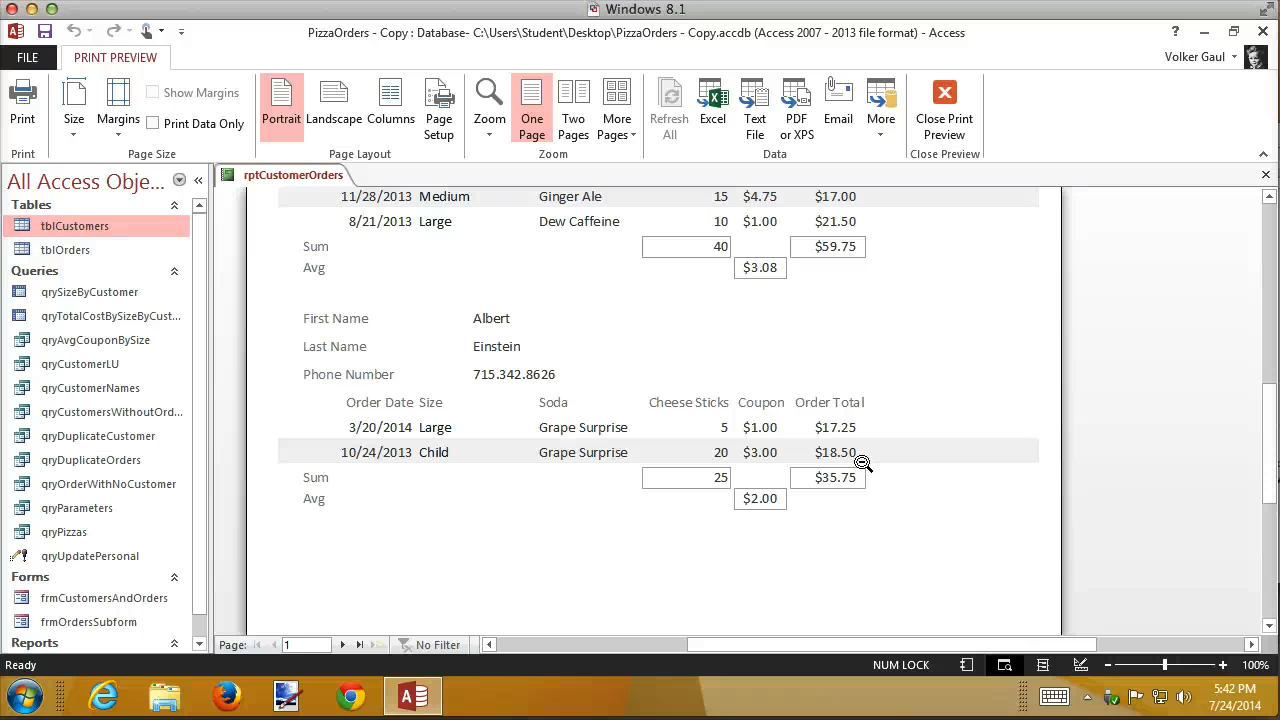 Windows 8.1
PizzaOrders - Copy : Database- C:\Users\Student\Desktop\PizzaOrders - Copy.accdb (Access 2007 - 2013 file format) - Access
FILE PRINT PREVIEW Volker Gaul
Print Size Margins Show Margins Print Data Only Portrait Landscape Columns Page Setup Zoom One Page Two Pages More Pages Refresh All Excel Text File PDF or XPS Email More Close Print Preview
Print Page Size Page Layout Zoom Data Close Preview
All Access Obje...
Tables
tblCustomers
tblOrders
Queries
qrySizeByCustomer
qryTotalCostBySizeByCust...
qryAvgCouponBySize
qryCustomerLU
qryCustomerNames
qryCustomersWithoutOrd...
qryDuplicateCustomer
qryDuplicateOrders
qryOrderWithNoCustomer
qryParameters
qryPizzas
qryUpdatePersonal
Forms
frmCustomersAndOrders
frmOrdersSubform
Reports
rptCustomerOrders
11/28/2013 Medium Ginger Ale 15 $4.75 $17.00
8/21/2013 Large Dew Caffeine 10 $1.00 $21.50
Sum 40 $59.75
Avg $3.08
First Name Albert
Last Name Einstein
Phone Number 715.342.8626
Order Date Size Soda Cheese Sticks Coupon Order Total
3/20/2014 Large Grape Surprise 5 $1.00 $17.25
10/24/2013 Child Grape Surprise 20 $3.00 $18.50
Sum 25 $35.75
Avg $2.00
Page: 1 No Filter
Ready NUM LOCK 100%
5:42 PM
7/24/2014